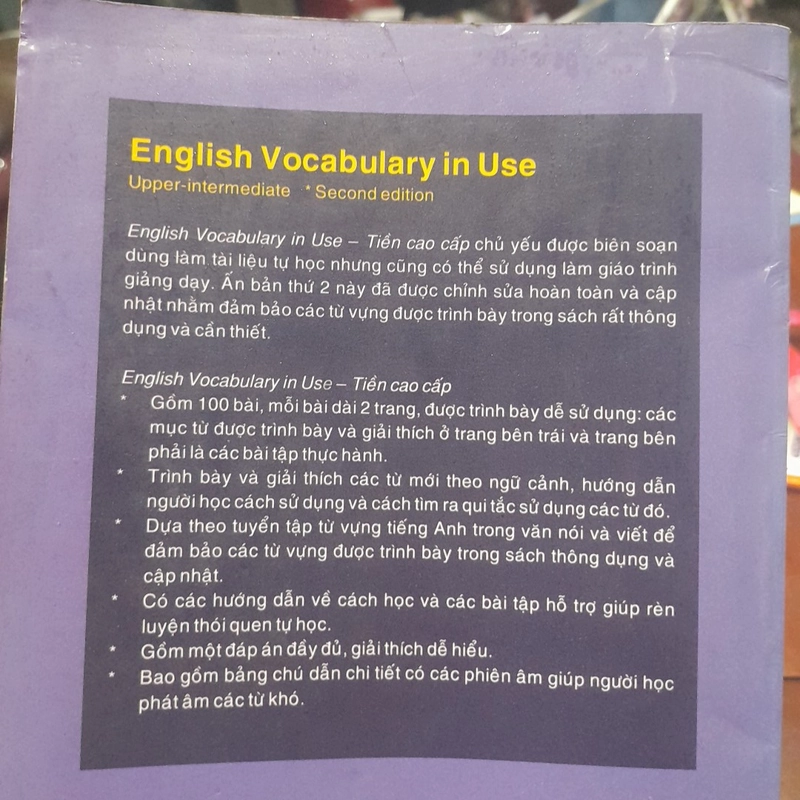 English Vocabulary in Use
Upper-intermediate * Second edition
English Vocabulary in Use – Tiền cao cấp chủ yếu được biên soạn
dùng làm tài liệu tự học nhưng cũng có thể sử dụng làm giáo trình
giảng dạy. Ấn bản thứ 2 này đã được chỉnh sửa hoàn toàn và cập
nhật nhằm đảm bảo các từ vựng được trình bày trong sách rất thông
dụng và cần thiết.
English Vocabulary in Use – Tiền cao cấp
* Gồm 100 bài, mỗi bài dài 2 trang, được trình bày dễ sử dụng: các
mục từ được trình bày và giải thích ở trang bên trái và trang bên
phải là các bài tập thực hành.
* Trình bày và giải thích các từ mới theo ngữ cảnh, hướng dẫn
người học cách sử dụng và cách tìm ra qui tắc sử dụng các từ đó.
* Dựa theo tuyển tập từ vựng tiếng Anh trong văn nói và viết để
đảm bảo các từ vựng được trình bày trong sách thông dụng và
cập nhật.
* Có các hướng dẫn về cách học và các bài tập hỗ trợ giúp rèn
luyện thói quen tự học.
* Gồm một đáp án đầy đủ, giải thích dễ hiểu.
* Bao gồm bảng chú dẫn chi tiết có các phiên âm giúp người học
phát âm các từ khó.